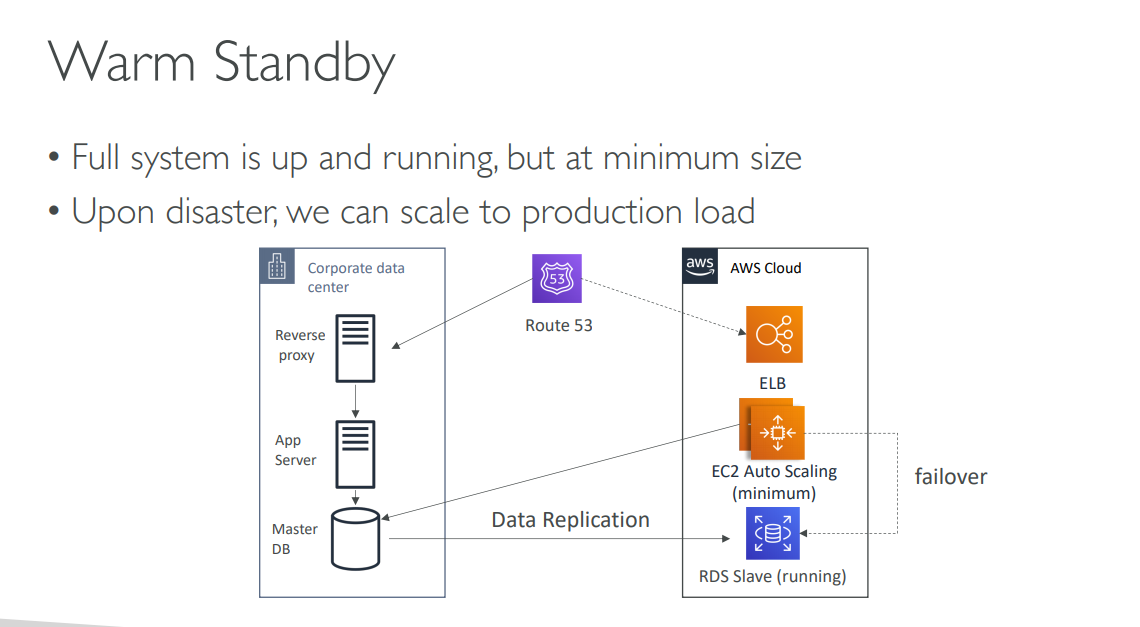 Warm Standby
• Full system is up and running, but at minimum size
• Upon disaster, we can scale to production load
Corporate data
center
Reverse
proxy
App
Server
Master
DB
53
Route 53
Data Replication
aws
AWS Cloud
ELB
EC2 Auto Scaling
(minimum)
RDS Slave (running)
failover